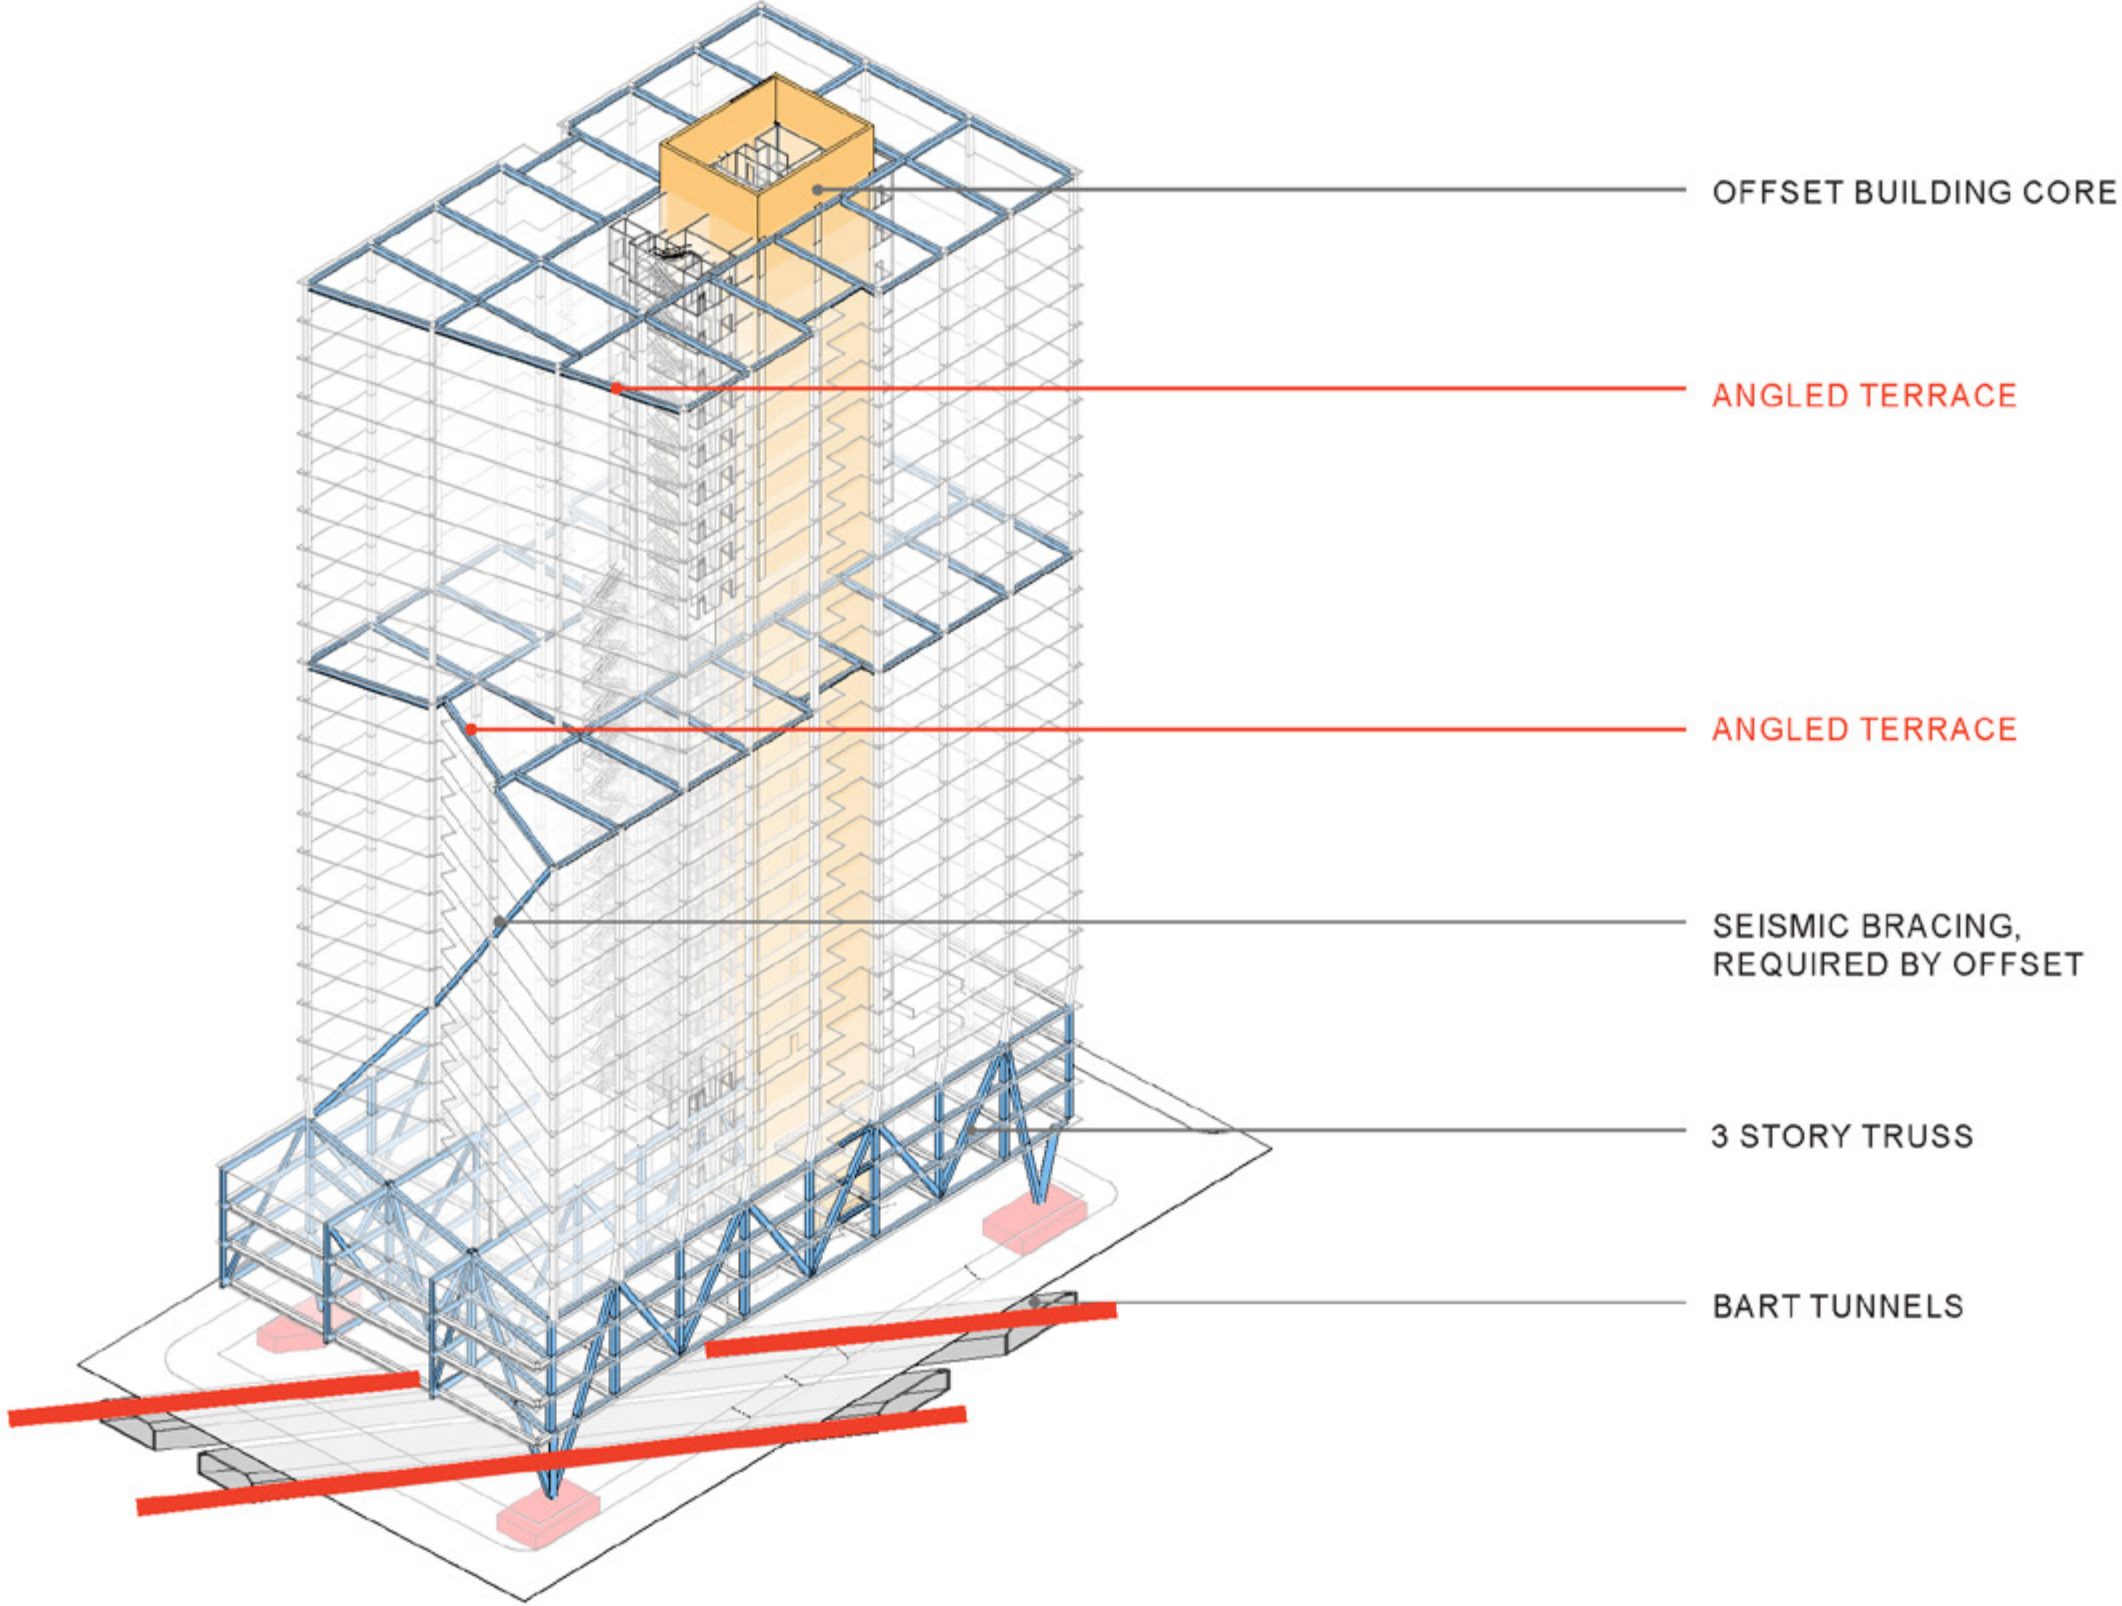 OFFSET BUILDING CORE
ANGLED TERRACE
ANGLED TERRACE
SEISMIC BRACING,
REQUIRED BY OFFSET
3 STORY TRUSS
BART TUNNELS